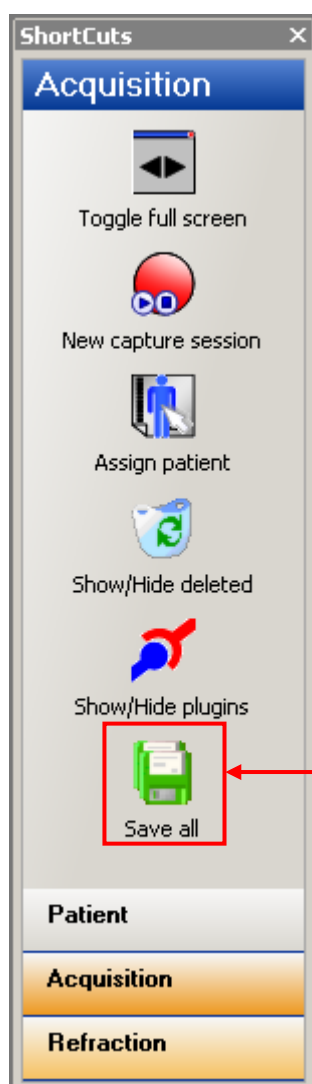 ShortCuts
Acquisition
Toggle full screen
New capture session
Assign patient
Show/Hide deleted
Show/Hide plugins
Save all
Patient
Acquisition
Refraction